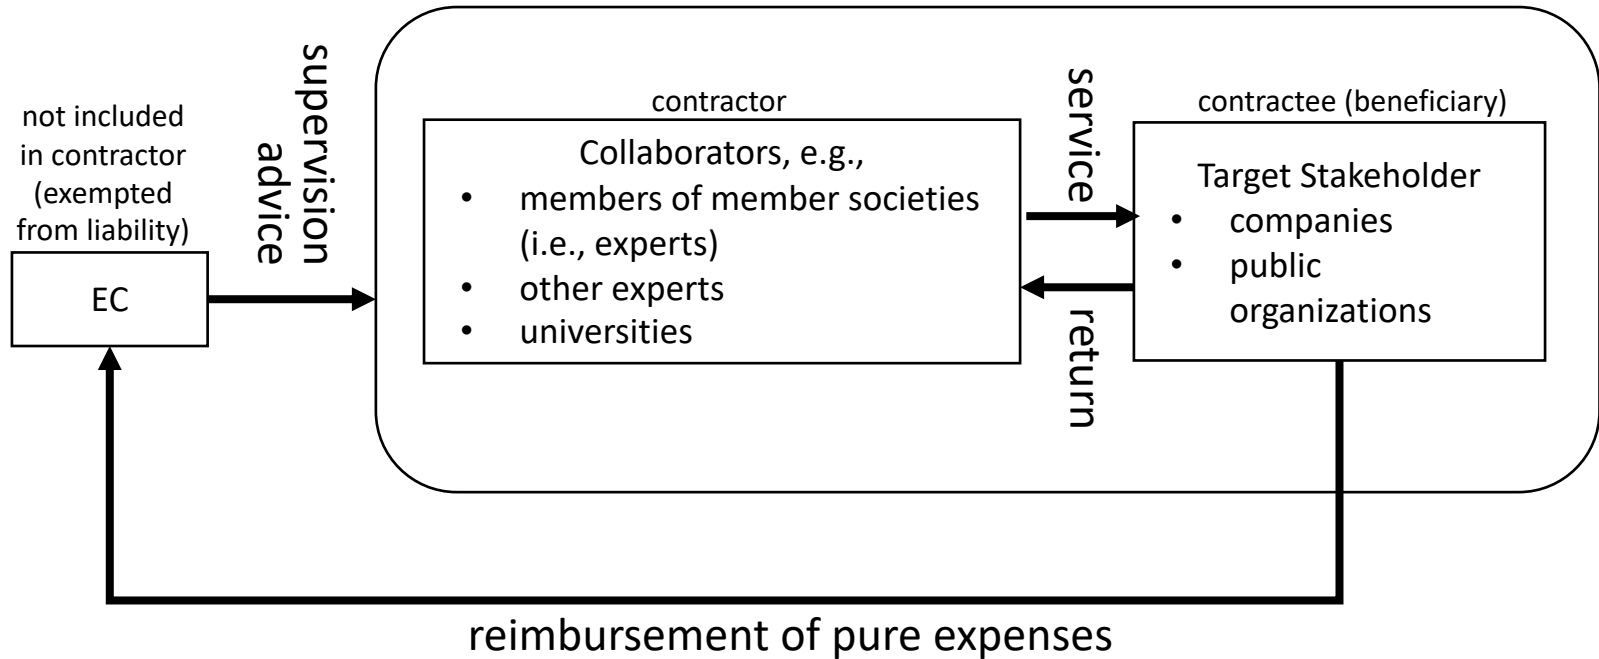 not included
in contractor
(exempted
from liability)
EC
supervision
advice
contractor
Collaborators, e.g.,
• members of member societies
(i.e., experts)
• other experts
• universities
service
return
contractee (beneficiary)
Target Stakeholder
• companies
• public
organizations
reimbursement of pure expenses